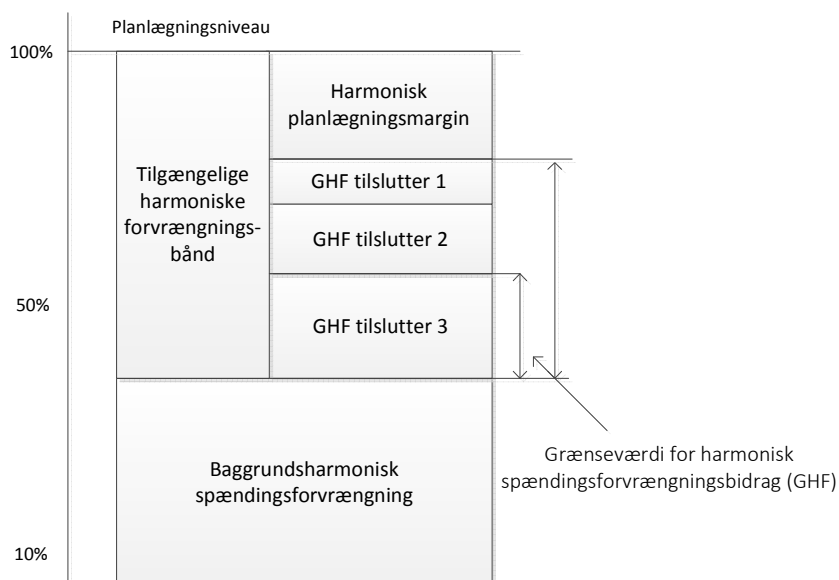 Planlægningsniveau
100%
Harmonisk
planlægningsmargin
Tilgængelige
harmoniske
forvrængnings-
bånd
GHF tilslutter 1
GHF tilslutter 2
50%
GHF tilslutter 3
Grænseværdi for harmonisk
spændingsforvrængningsbidrag (GHF)
Baggrundsharmonisk
spændingsforvrængning
10%